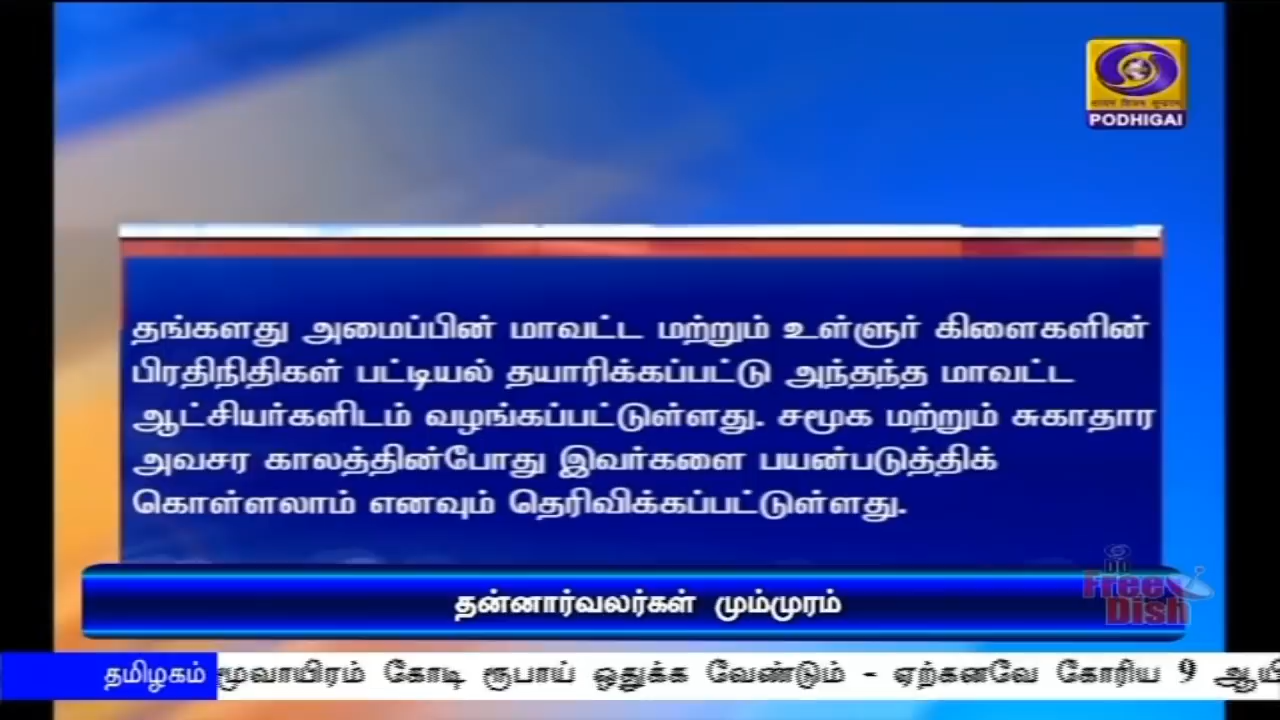 PODHIGAI
தங்களது அமைப்பின் மாவட்ட மற்றும் உள்ளுர் கிளைகளின்
பிரதிநிதிகள் பட்டியல் தயாரிக்கப்பட்டு அந்தந்த மாவட்ட
ஆட்சியர்களிடம் வழங்கப்பட்டுள்ளது. சமூக மற்றும் சுகாதார
அவசர காலத்தின்போது இவர்களை பயன்படுத்திக்
கொள்ளலாம் எனவும் தெரிவிக்கப்பட்டுள்ளது.
தன்னார்வலர்கள் மும்முரம்
DD Free Dish
தமிழகம் மூவாயிரம் கோடி ரூபாய் ஒதுக்க வேண்டும் - ஏற்கனவே கோரிய 9